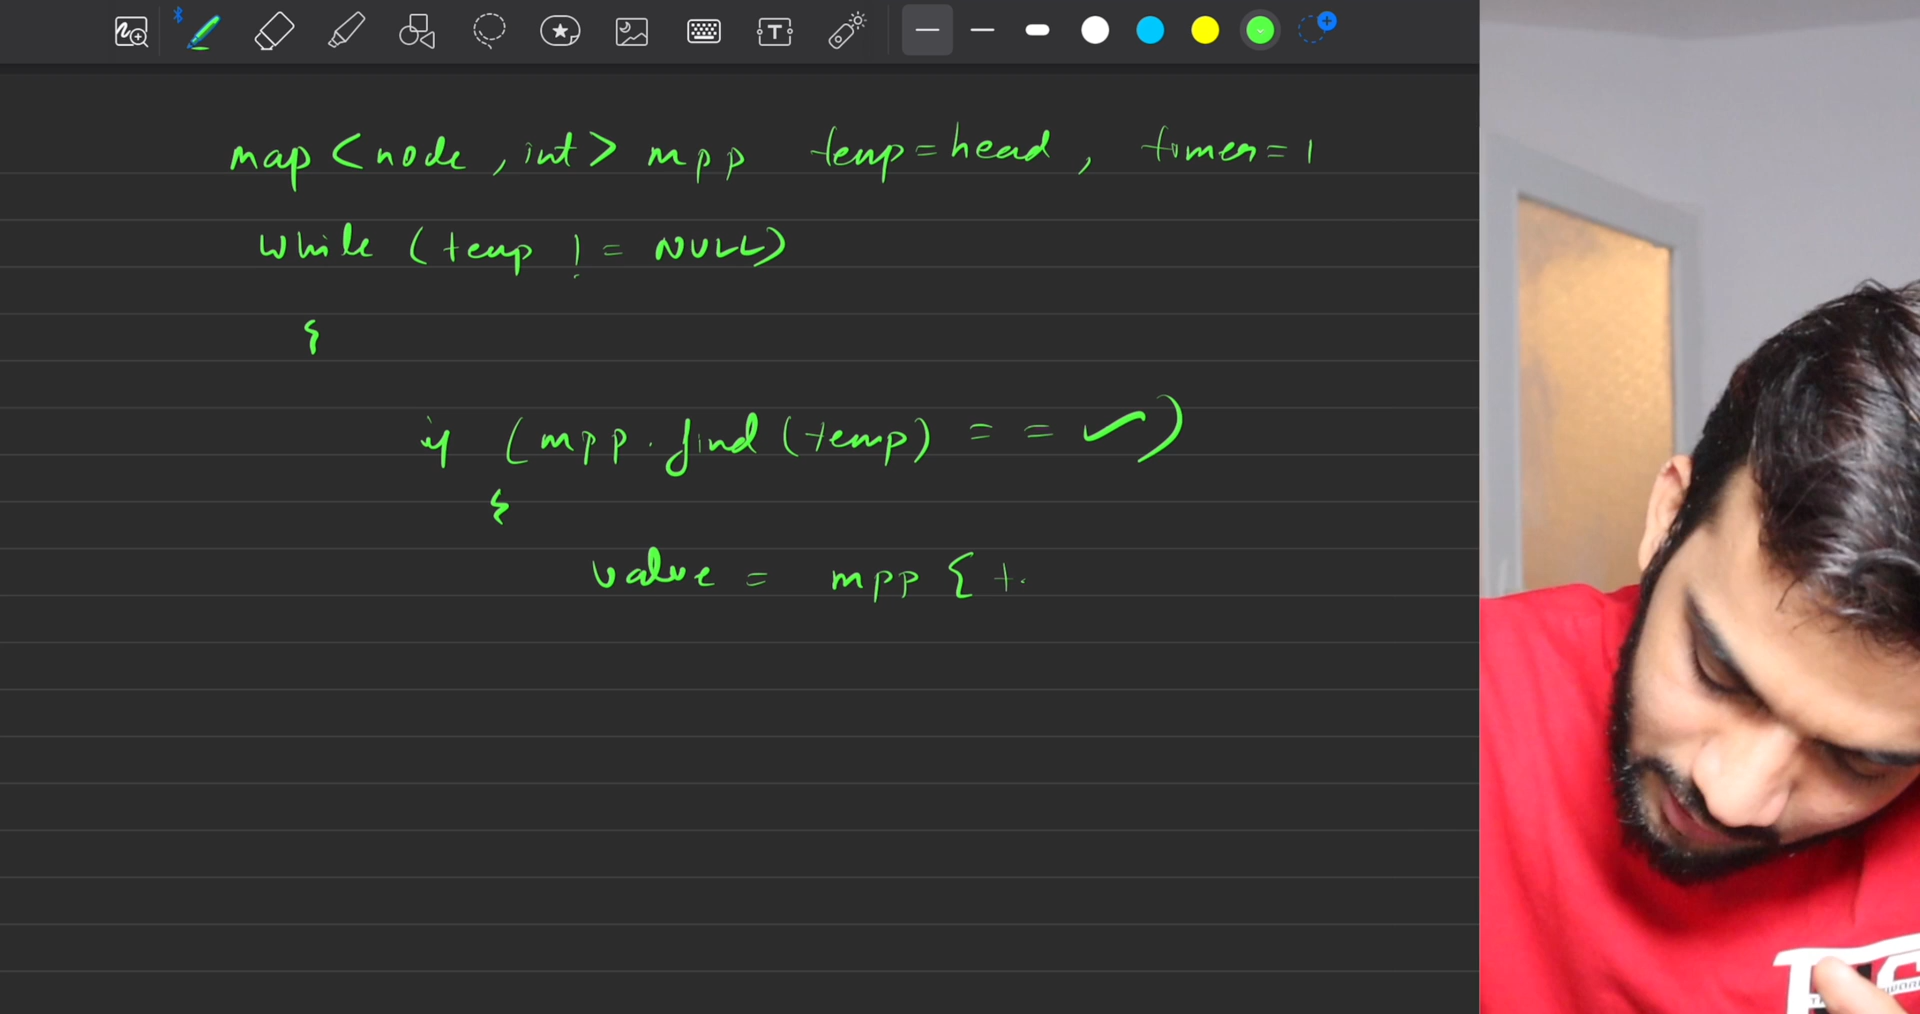 map <node, int> mpp temp = head, timer = 1
while (temp != NULL)
{
if (mpp.find(temp) == ✓)
{
value = mpp { t